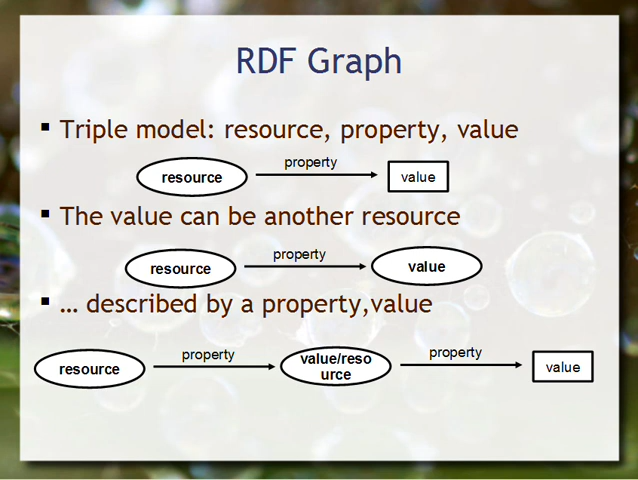 RDF Graph
▪ Triple model: resource, property, value
property
resource
value
▪ The value can be another resource
property
resource
value
▪ … described by a property,value
property
property
resource
value/reso
urce
value